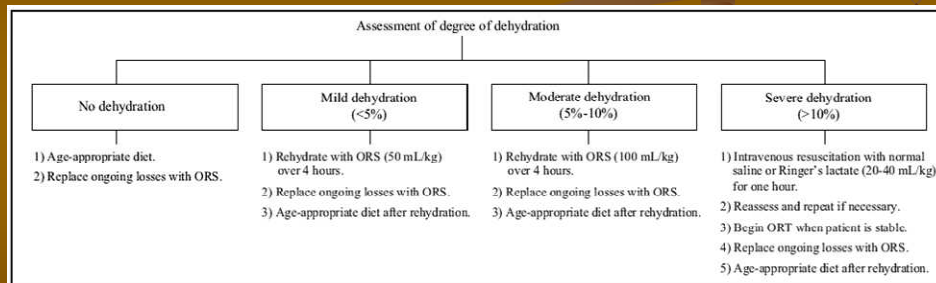 Assessment of degree of dehydration
No dehydration
1) Age-appropriate diet.
2) Replace ongoing losses with ORS.
Mild dehydration
(<5%)
1) Rehydrate with ORS (50 mL/kg)
over 4 hours.
2) Replace ongoing losses with ORS.
3) Age-appropriate diet after rehydration.
Moderate dehydration
(5%-10%)
1) Rehydrate with ORS (100 mL/kg)
over 4 hours.
2) Replace ongoing losses with ORS.
3) Age-appropriate diet after rehydration.
Severe dehydration
(>10%)
1) Intravenous resuscitation with normal
saline or Ringer's lactate (20-40 mL/kg)
for one hour.
2) Reassess and repeat if necessary.
3) Begin ORT when patient is stable.
4) Replace ongoing losses with ORS.
5) Age-appropriate diet after rehydration.